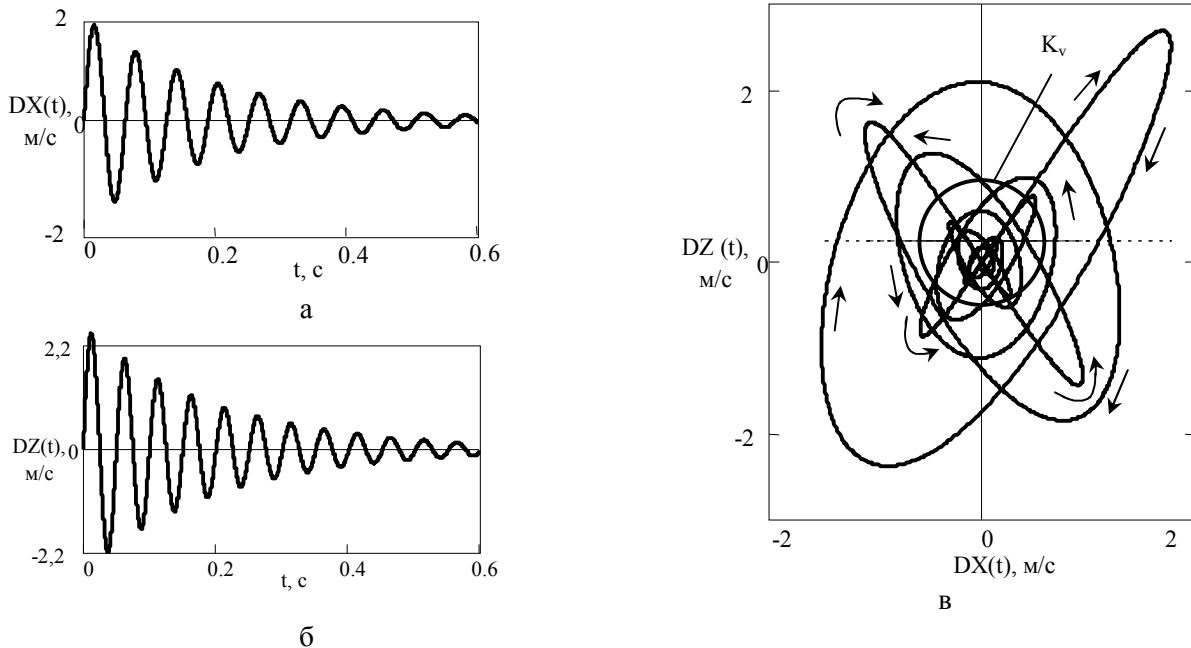 2
DX(t),
0
м/с
-2
0
0.2
0.4
0.6
t, с
а
2,2
DZ(t),
0
м/с
-2,2
0
0.2
0.4
0.6
t, с
б
K_v
2
DZ (t),
0
м/с
-2
-2
0
2
DX(t), м/с
в